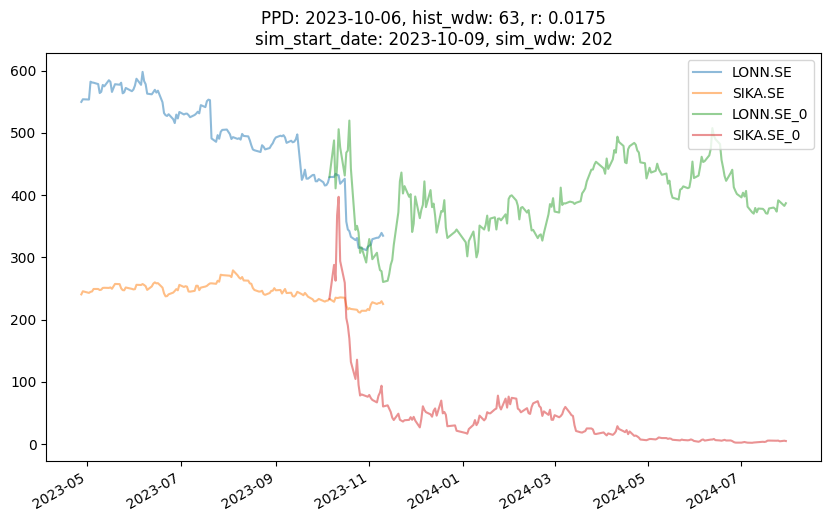 PPD: 2023-10-06, hist_wdw: 63, r: 0.0175
sim_start_date: 2023-10-09, sim_wdw: 202
LONN.SE
SIKA.SE
LONN.SE_0
SIKA.SE_0
600
500
400
300
200
100
0
2023-05
2023-07
2023-09
2023-11
2024-01
2024-03
2024-05
2024-07